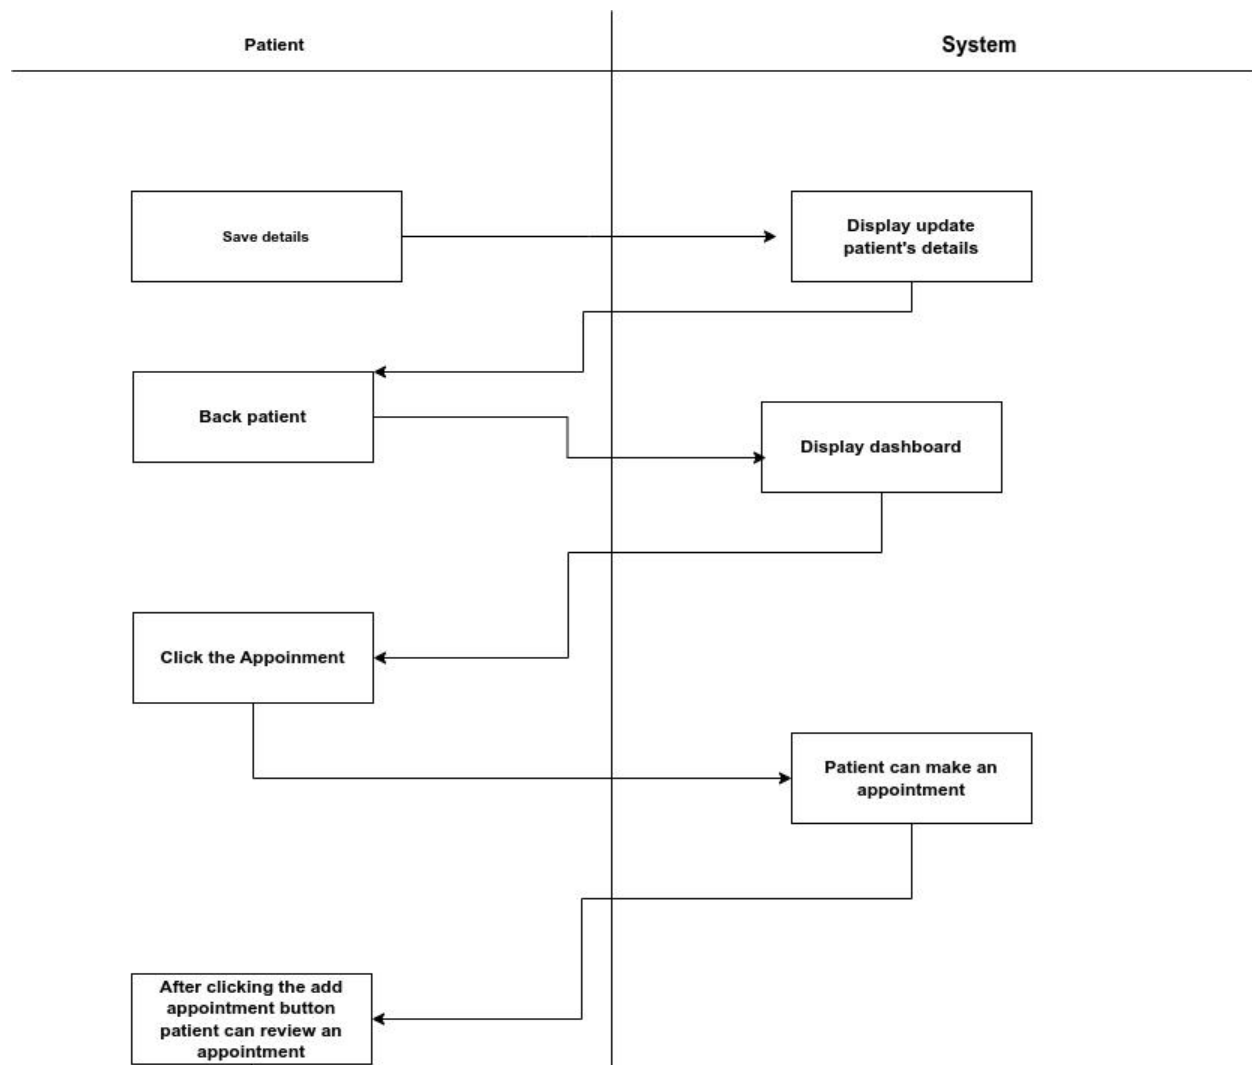 Patient
System
Save details
Display update
patient's details
Back patient
Display dashboard
Click the Appoinment
Patient can make an
appointment
After clicking the add
appointment button
patient can review an
appointment